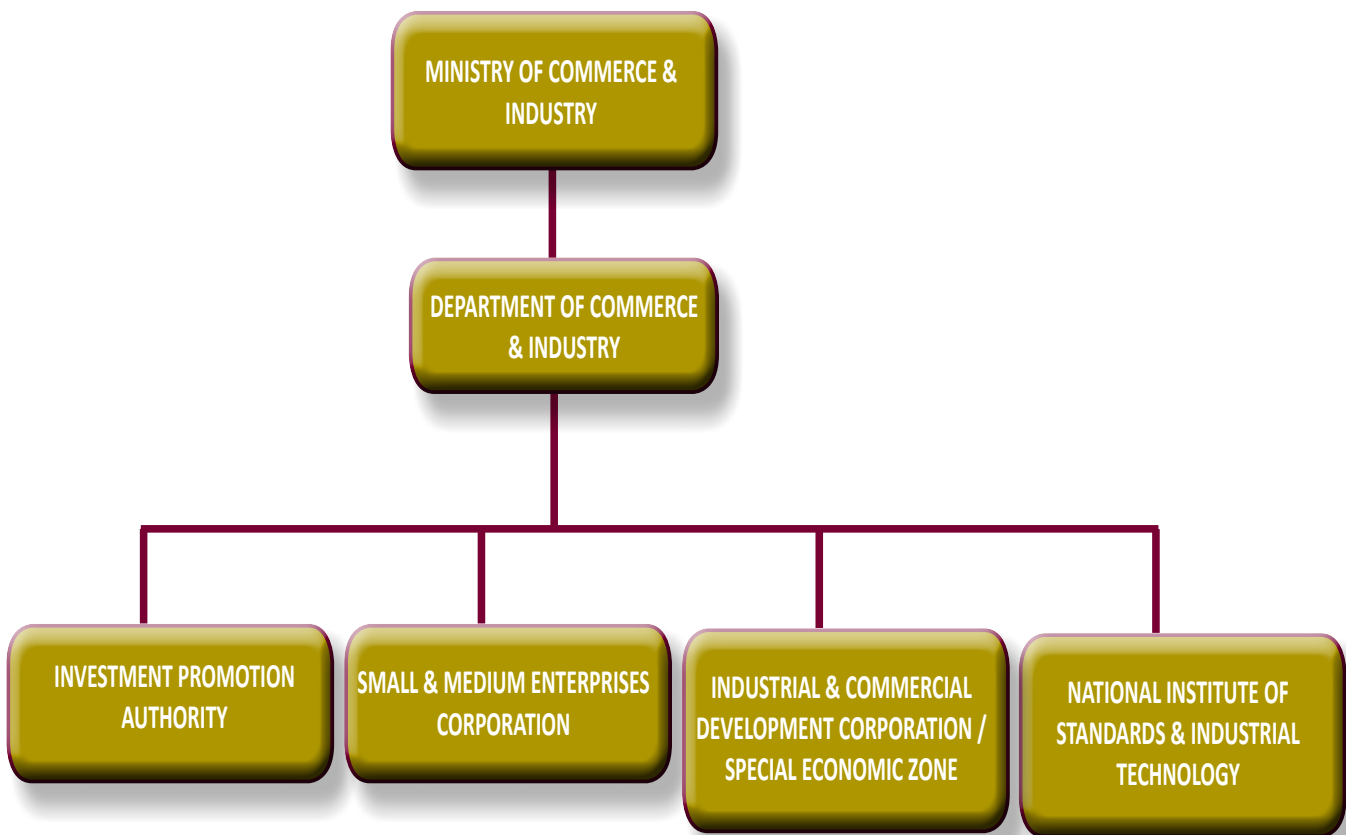 MINISTRY OF COMMERCE &
INDUSTRY
DEPARTMENT OF COMMERCE
& INDUSTRY
INVESTMENT PROMOTION
AUTHORITY
SMALL & MEDIUM ENTERPRISES
CORPORATION
INDUSTRIAL & COMMERCIAL
DEVELOPMENT CORPORATION /
SPECIAL ECONOMIC ZONE
NATIONAL INSTITUTE OF
STANDARDS & INDUSTRIAL
TECHNOLOGY